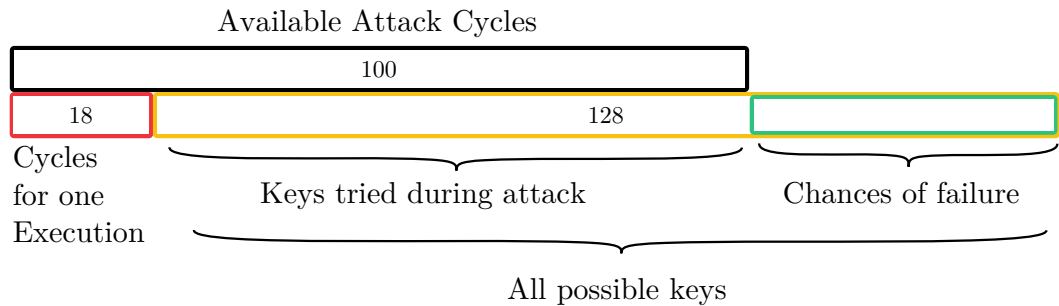 Available Attack Cycles
100
18
128
Cycles
for one
Execution
Keys tried during attack
Chances of failure
All possible keys